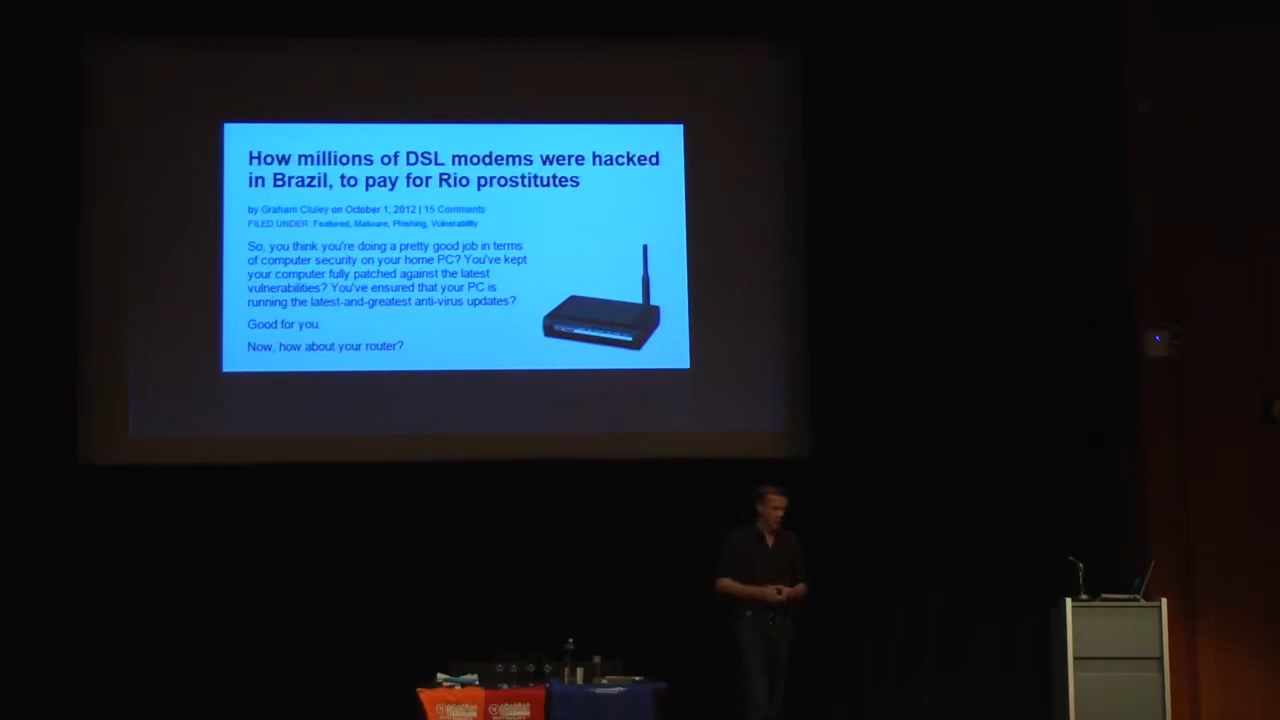 How millions of DSL modems were hacked
in Brazil, to pay for Rio prostitutes
by Graham Cluley on October 1, 2012 | 15 Comments
FILED UNDER: Featured, Malware, Phishing, Vulnerability
So, you think you're doing a pretty good job in terms
of computer security on your home PC? You've kept
your computer fully patched against the latest
vulnerabilities? You've ensured that your PC is
running the latest-and-greatest anti-virus updates?
Good for you.
Now, how about your router?